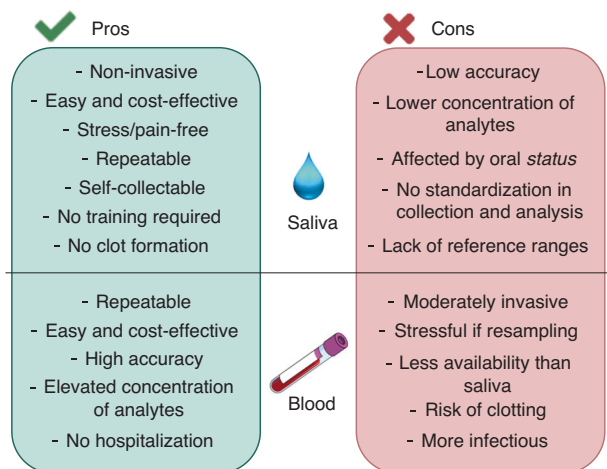 Pros
Cons
- Non-invasive
- Easy and cost-effective
- Stress/pain-free
- Repeatable
- Self-collectable
- No training required
- No clot formation
Saliva
-Low accuracy
- Lower concentration of
analytes
- Affected by oral status
- No standardization in
collection and analysis
- Lack of reference ranges
- Repeatable
- Easy and cost-effective
- High accuracy
- Elevated concentration
of analytes
- No hospitalization
Blood
- Moderately invasive
- Stressful if resampling
- Less availability than
saliva
- Risk of clotting
- More infectious